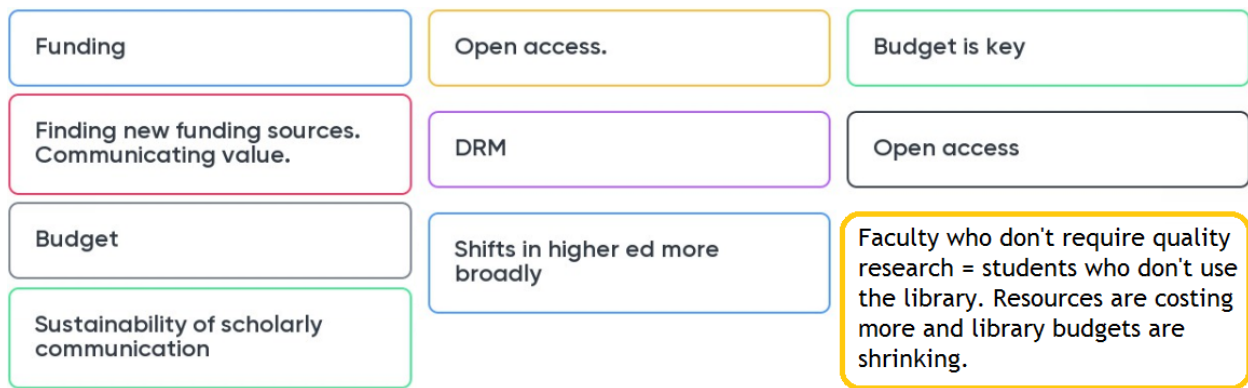 Funding
Finding new funding sources.
Communicating value.
Budget
Sustainability of scholarly
communication
Open access.
DRM
Shifts in higher ed more
broadly
Budget is key
Open access
Faculty who don't require quality
research = students who don't use
the library. Resources are costing
more and library budgets are
shrinking.